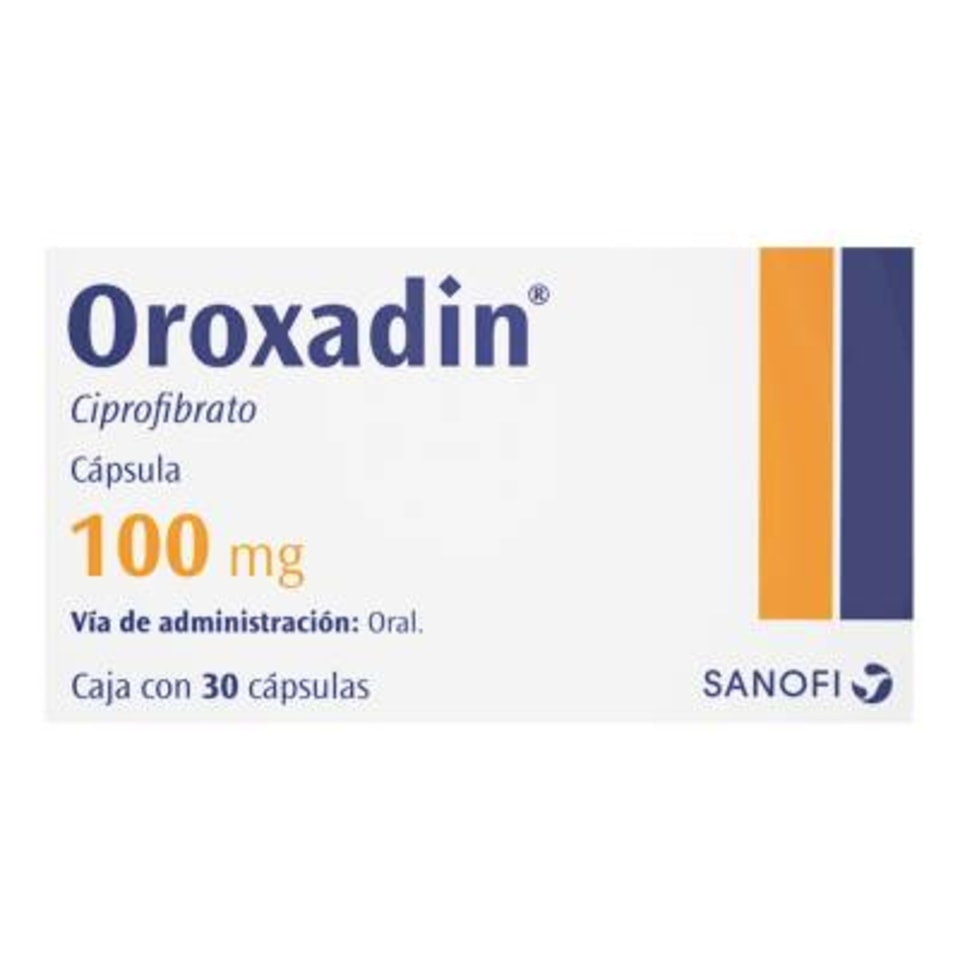 Oroxadin®
Ciprofibrato
Cápsula
100 mg
Vía de administración: Oral.
Caja con 30 cápsulas
SANOFI